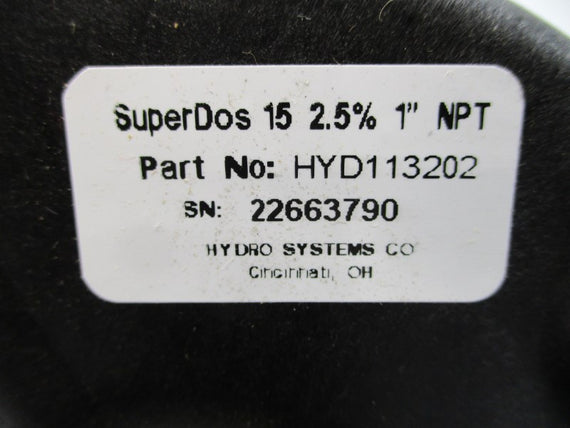 SuperDos 15 2.5% 1" NPT
Part No: HYD113202
SN: 22663790
HYDRO SYSTEMS CO
Cincinnati, OH